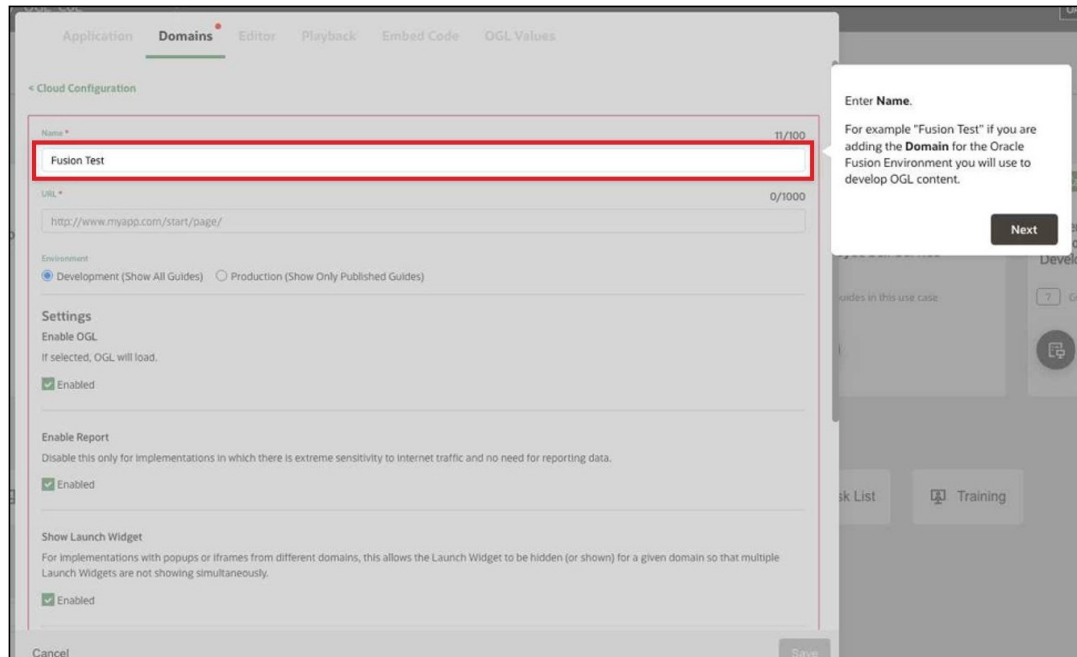 Application Domains Editor Playback Embed Code OGL Values
< Cloud Configuration
Name * 11/100
Fusion Test
URL * 0/1000
http://www.myapp.com/start/page/
Environment
Development (Show All Guides) Production (Show Only Published Guides)
Settings
Enable OGL
If selected, OGL will load.
Enabled
Enable Report
Disable this only for implementations in which there is extreme sensitivity to internet traffic and no need for reporting data.
Enabled
Show Launch Widget
For implementations with popups or iframes from different domains, this allows the Launch Widget to be hidden (or shown) for a given domain so that multiple
Launch Widgets are not showing simultaneously.
Enabled
Cancel Save
Enter Name.
For example "Fusion Test" if you are
adding the Domain for the Oracle
Fusion Environment you will use to
develop OGL content.
Next
Devel
uides in this use case
7
sk List
Training